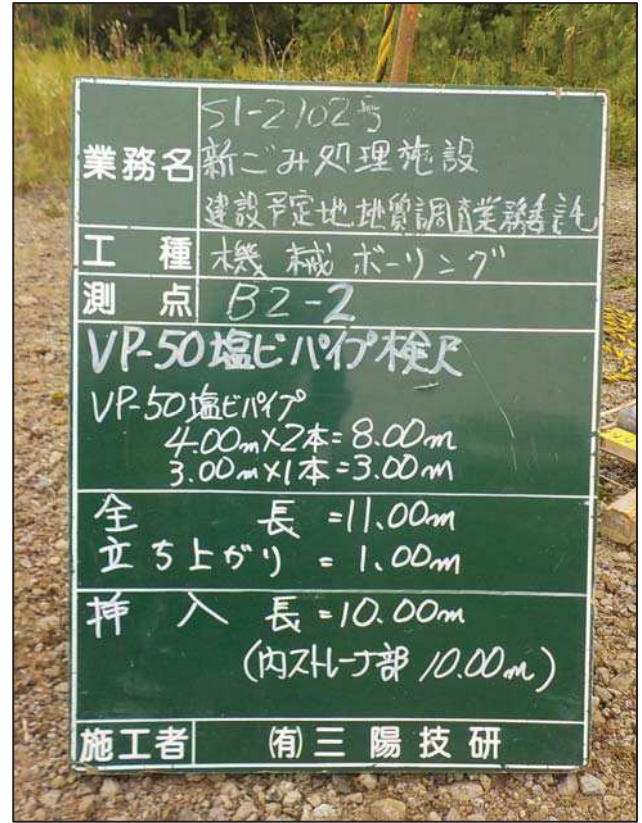 S1-2102号
業務名 新ごみ処理施設
建設予定地地質調査業務委託
工種 機械ボーリング
測点 B2-2
VP-50塩ビパイプ検尺
VP-50塩ビパイプ
4.00m×2本=8.00m
3.00m×1本=3.00m
全長=11.00m
立ち上がり=1.00m
挿入長=10.00m
(内ストレーナ部 10.00m)
施工者 (有)三陽技研